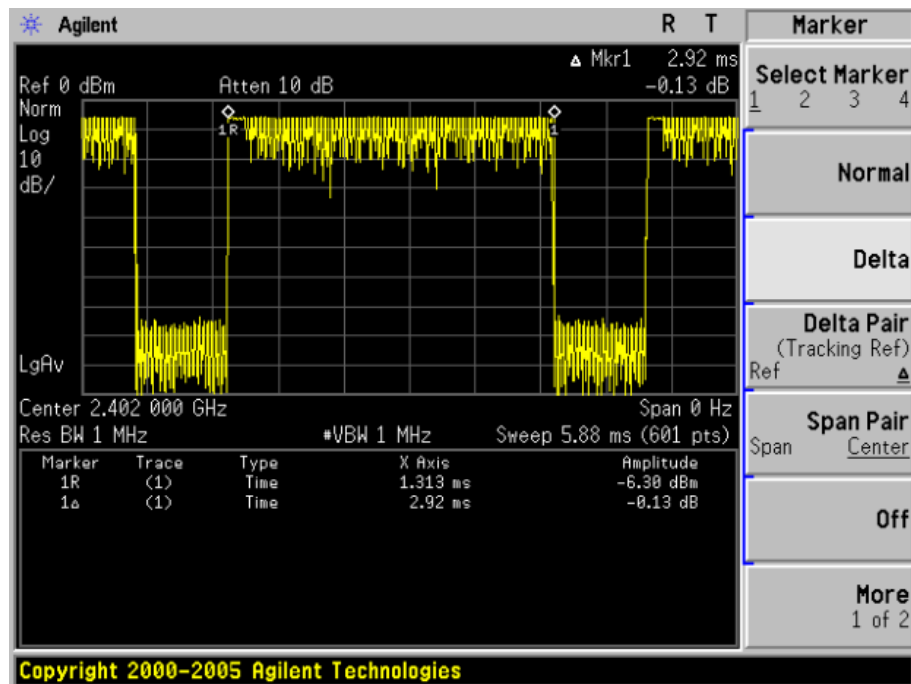 Agilent R T Marker
Δ Mkr1 2.92 ms
Ref 0 dBm Atten 10 dB -0.13 dB
Norm
Log
10
dB/
1R
1
LgAv
Center 2.402 000 GHz Span 0 Hz
Res BW 1 MHz #VBW 1 MHz Sweep 5.88 ms (601 pts)
Marker Trace Type X Axis Amplitude
1R (1) Time 1.313 ms -6.30 dBm
1Δ (1) Time 2.92 ms -0.13 dB
Select Marker
1 2 3 4
Normal
Delta
Delta Pair
(Tracking Ref)
Ref Δ
Span Pair
Span Center
Off
More
1 of 2
Copyright 2000-2005 Agilent Technologies